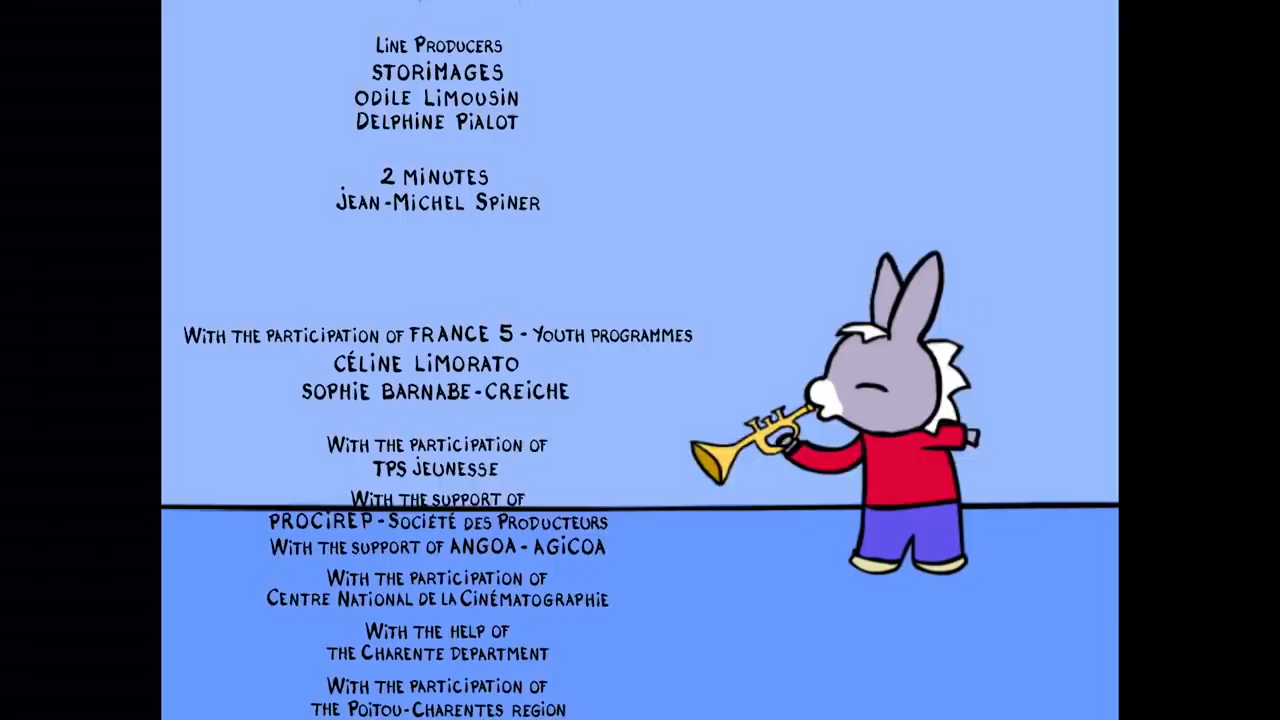 LINE PRODUCERS
STORIMAGES
ODILE LIMOUSIN
DELPHINE PIALOT
2 MINUTES
JEAN-MICHEL SPINER
WITH THE PARTICIPATION OF FRANCE 5 - YOUTH PROGRAMMES
CÉLINE LIMORATO
SOPHIE BARNABE-CREICHE
WITH THE PARTICIPATION OF
TPS JEUNESSE
WITH THE SUPPORT OF
PROCIREP - SOCIÉTÉ DES PRODUCTEURS
WITH THE SUPPORT OF ANGOA - AGICOA
WITH THE PARTICIPATION OF
CENTRE NATIONAL DE LA CINÉMATOGRAPHIE
WITH THE HELP OF
THE CHARENTE DEPARTMENT
WITH THE PARTICIPATION OF
THE POITOU-CHARENTES REGION